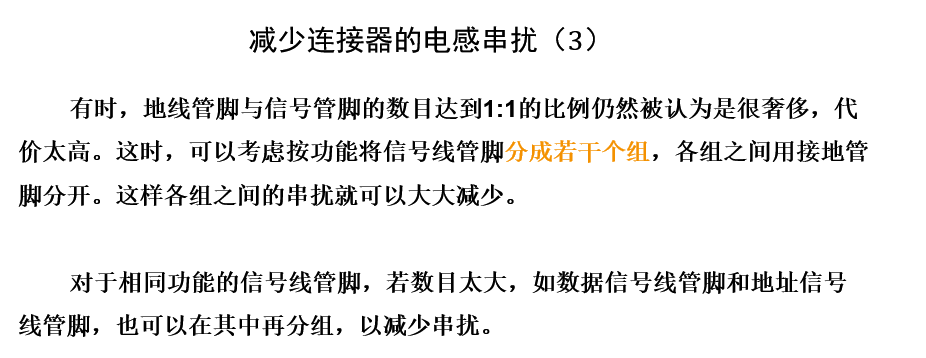 减少连接器的电感串扰（3）
有时，地线管脚与信号管脚的数目达到1:1的比例仍然被认为是很奢侈，代
价太高。这时，可以考虑按功能将信号线管脚分成若干个组，各组之间用接地管
脚分开。这样各组之间的串扰就可以大大减少。
对于相同功能的信号线管脚，若数目太大，如数据信号线管脚和地址信号
线管脚，也可以在其中再分组，以减少串扰。